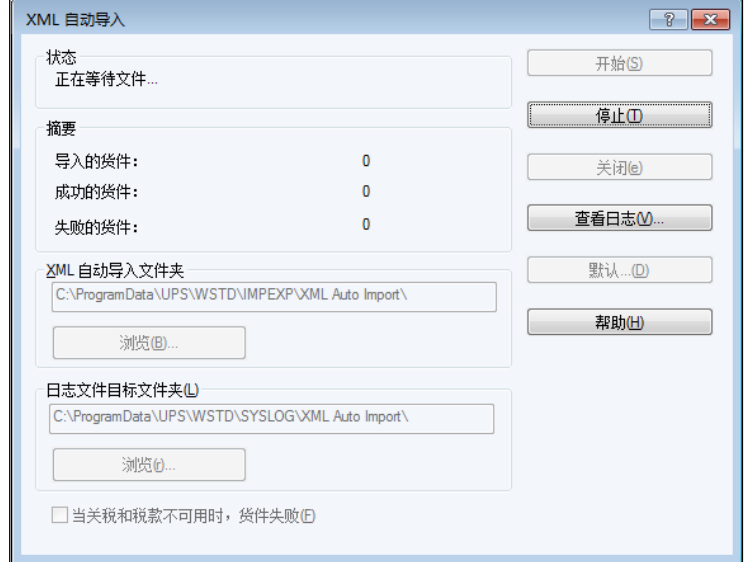 XML 自动导入
状态
正在等待文件...
摘要
导入的货件: 0
成功的货件: 0
失败的货件: 0
XML 自动导入文件夹
C:\ProgramData\UPS\WSTD\IMPEXP\XML Auto Import\
浏览(B)...
日志文件目标文件夹(L)
C:\ProgramData\UPS\WSTD\SYSLOG\XML Auto Import\
浏览(r)...
当关税和税款不可用时，货件失败(F)
开始(S)
停止(T)
关闭(e)
查看日志(V)...
默认...(D)
帮助(H)